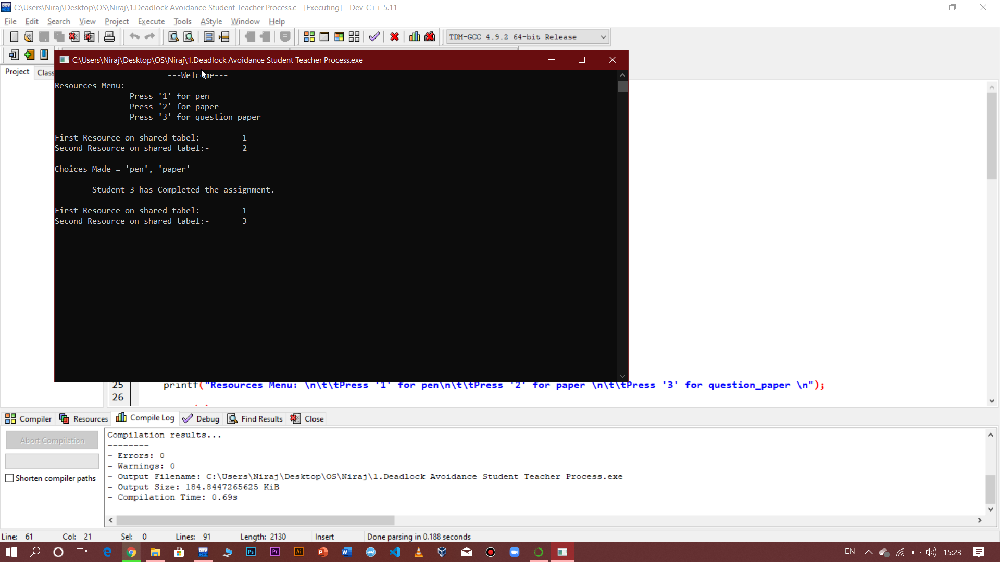 C:\Users\Niraj\Desktop\OS\Niraj\1.Deadlock Avoidance Student Teacher Process.c - [Executing] - Dev-C++ 5.11
File Edit Search View Project Execute Tools AStyle Window Help
TDM-GCC 4.9.2 64-bit Release
C:\Users\Niraj\Desktop\OS\Niraj\1.Deadlock Avoidance Student Teacher Process.exe
Project Class
---Welcome---
Resources Menu:
Press '1' for pen
Press '2' for paper
Press '3' for question_paper
First Resource on shared tabel:- 1
Second Resource on shared tabel:- 2
Choices Made = 'pen', 'paper'
Student 3 has Completed the assignment.
First Resource on shared tabel:- 1
Second Resource on shared tabel:- 3
25 printf("Resources Menu: \n\t\tPress '1' for pen\n\t\tPress '2' for paper \n\t\tPress '3' for question_paper \n");
26
Compiler Resources Compile Log Debug Find Results Close
Abort Compilation
Shorten compiler paths
Compilation results...
--------
- Errors: 0
- Warnings: 0
- Output Filename: C:\Users\Niraj\Desktop\OS\Niraj\1.Deadlock Avoidance Student Teacher Process.exe
- Output Size: 184.8447265625 KiB
- Compilation Time: 0.69s
Line: 61 Col: 21 Sel: 0 Lines: 91 Length: 2130 Insert Done parsing in 0.188 seconds
EN 15:23